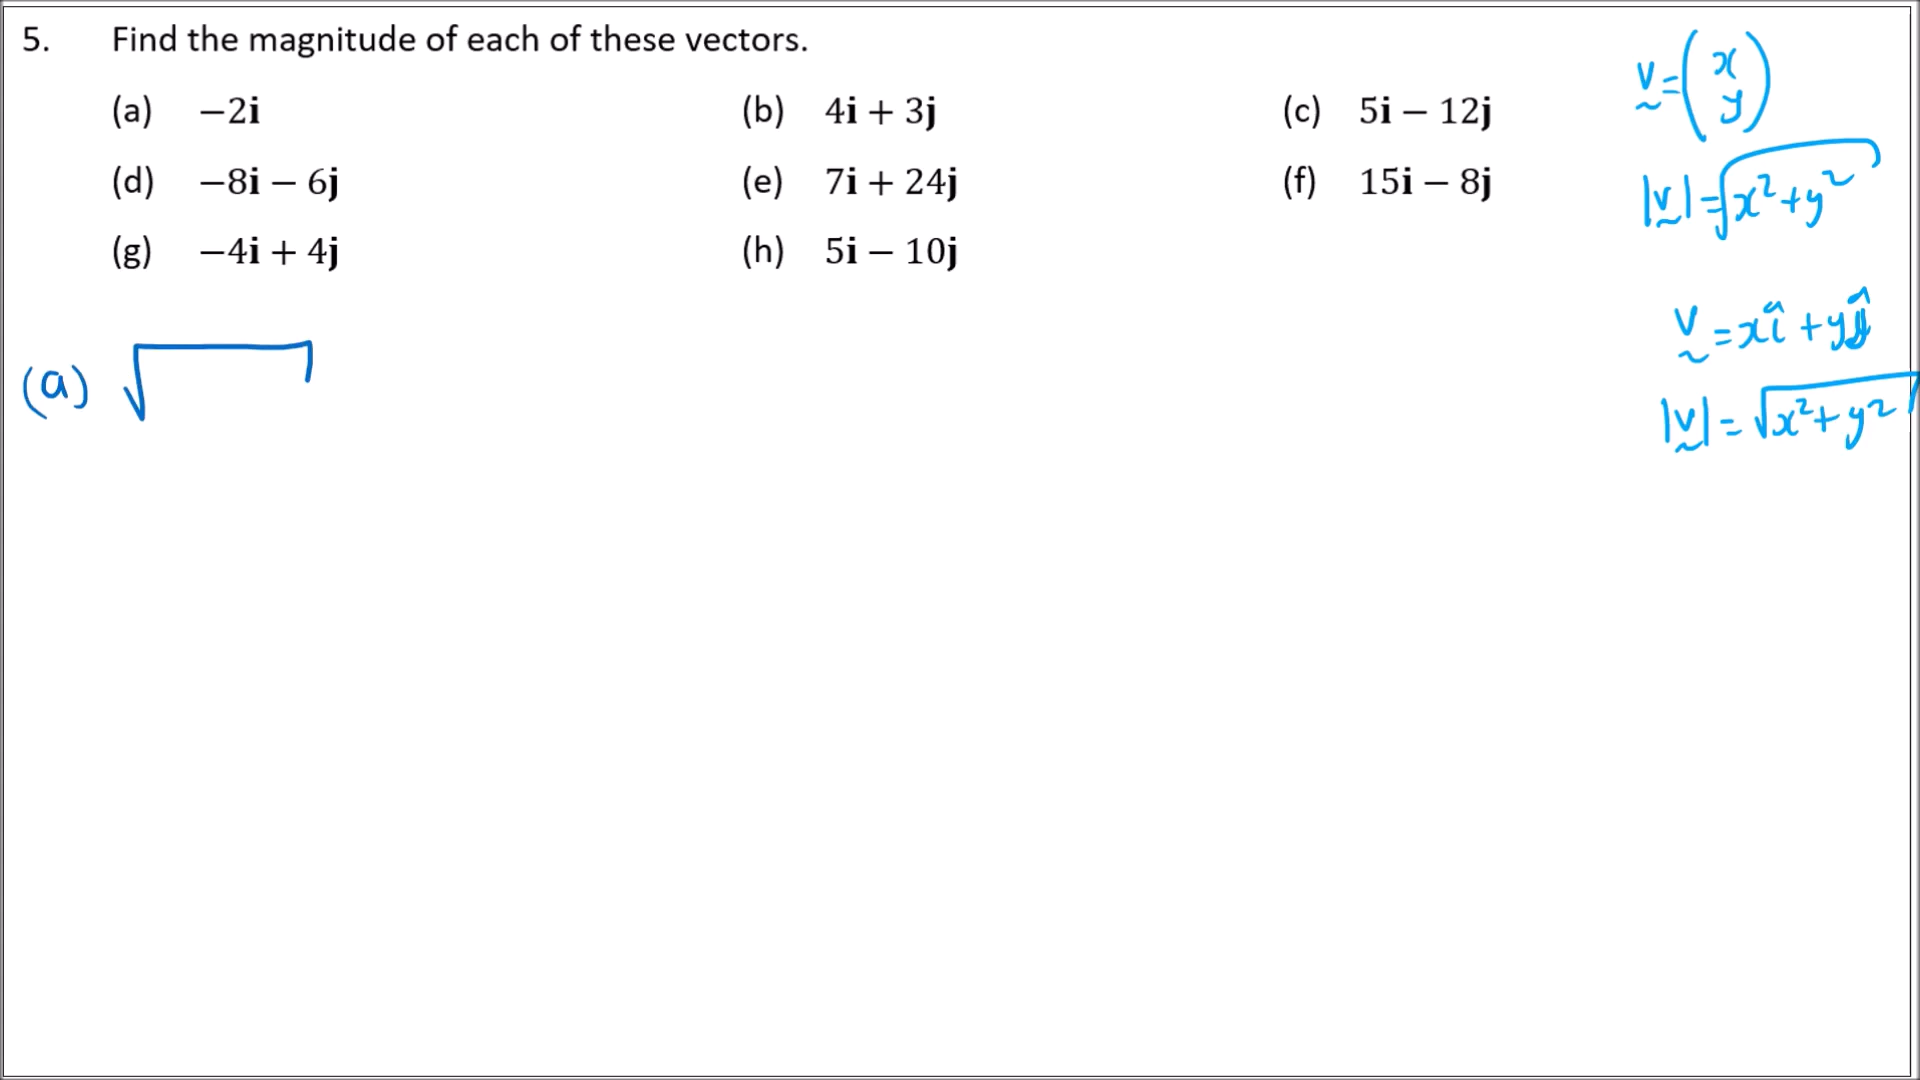 5. Find the magnitude of each of these vectors.
(a) −2i (b) 4i + 3j (c) 5i − 12j
(d) −8i − 6j (e) 7i + 24j (f) 15i − 8j
(g) −4i + 4j (h) 5i − 10j
v = (x y)
|v| = √x² + y²
v = xî + yĵ
|v| = √x² + y²
(a) √